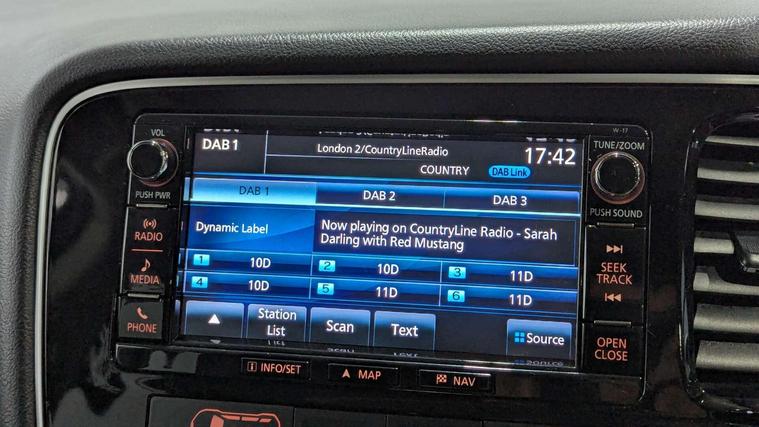 W-17
VOL
PUSH PWR
RADIO
MEDIA
PHONE
DAB1
London 2/CountryLineRadio
17:42
COUNTRY
DAB Link
DAB 1
DAB 2
DAB 3
Dynamic Label
Now playing on CountryLine Radio - Sarah
Darling with Red Mustang
1 10D
2 10D
3 11D
4 10D
5 11D
6 11D
Station
List
Scan
Text
Source
TUNE/ZOOM
PUSH SOUND
SEEK
TRACK
OPEN
CLOSE
INFO/SET
MAP
NAV